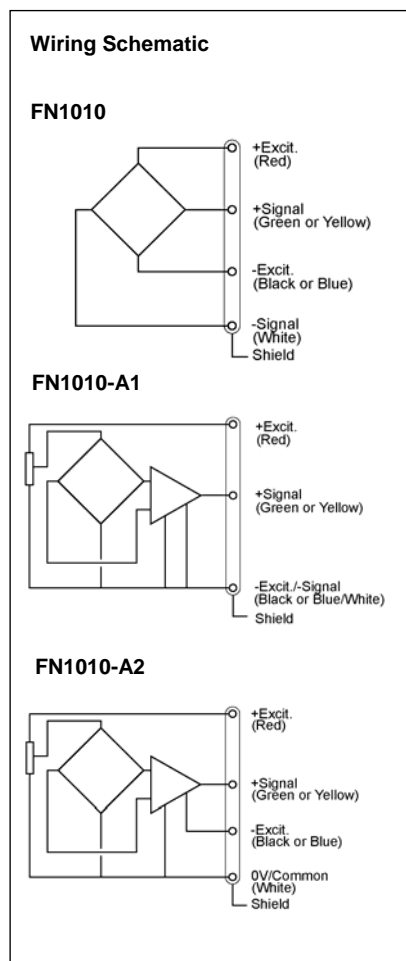 Wiring Schematic
FN1010
+Excit.
(Red)
+Signal
(Green or Yellow)
-Excit.
(Black or Blue)
-Signal
(White)
Shield
FN1010-A1
+Excit.
(Red)
+Signal
(Green or Yellow)
-Excit./-Signal
(Black or Blue/White)
Shield
FN1010-A2
+Excit.
(Red)
+Signal
(Green or Yellow)
-Excit.
(Black or Blue)
0V/Common
(White)
Shield